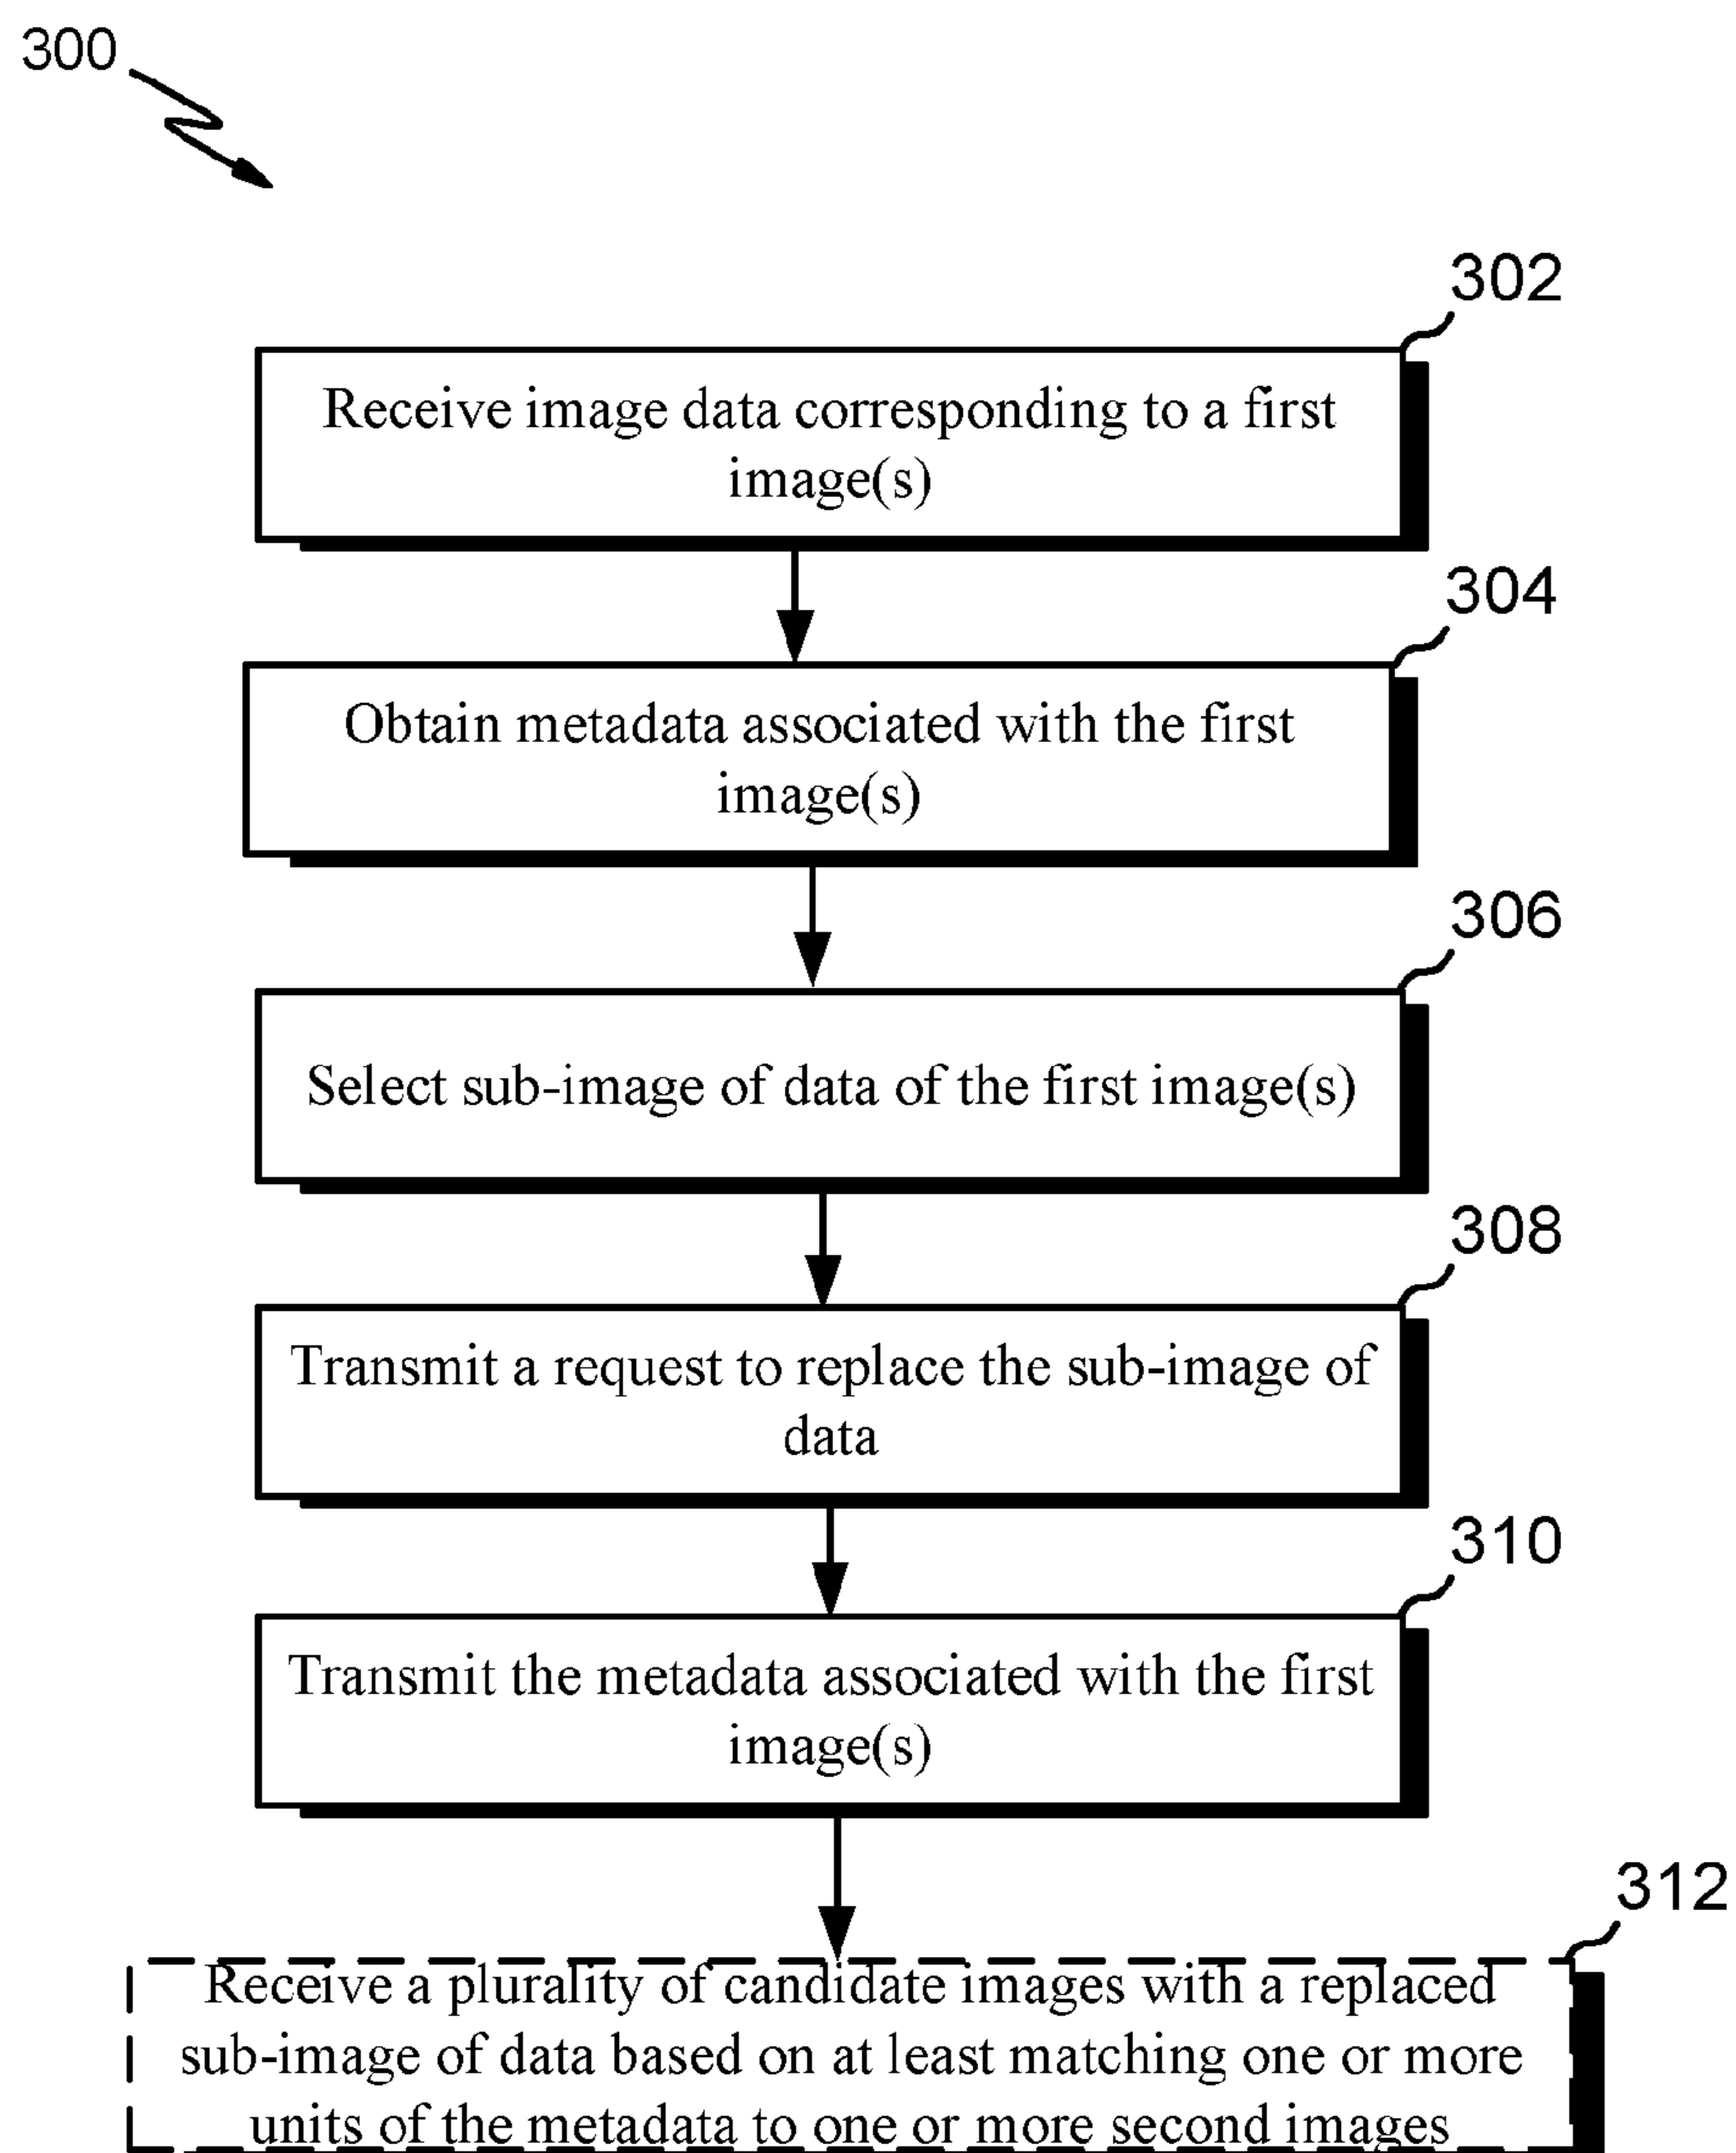 300
302
Receive image data corresponding to a first
image(s)
304
Obtain metadata associated with the first
image(s)
306
Select sub-image of data of the first image(s)
308
Transmit a request to replace the sub-image of
data
310
Transmit the metadata associated with the first
image(s)
312
Receive a plurality of candidate images with a replaced
sub-image of data based on at least matching one or more
units of the metadata to one or more second images